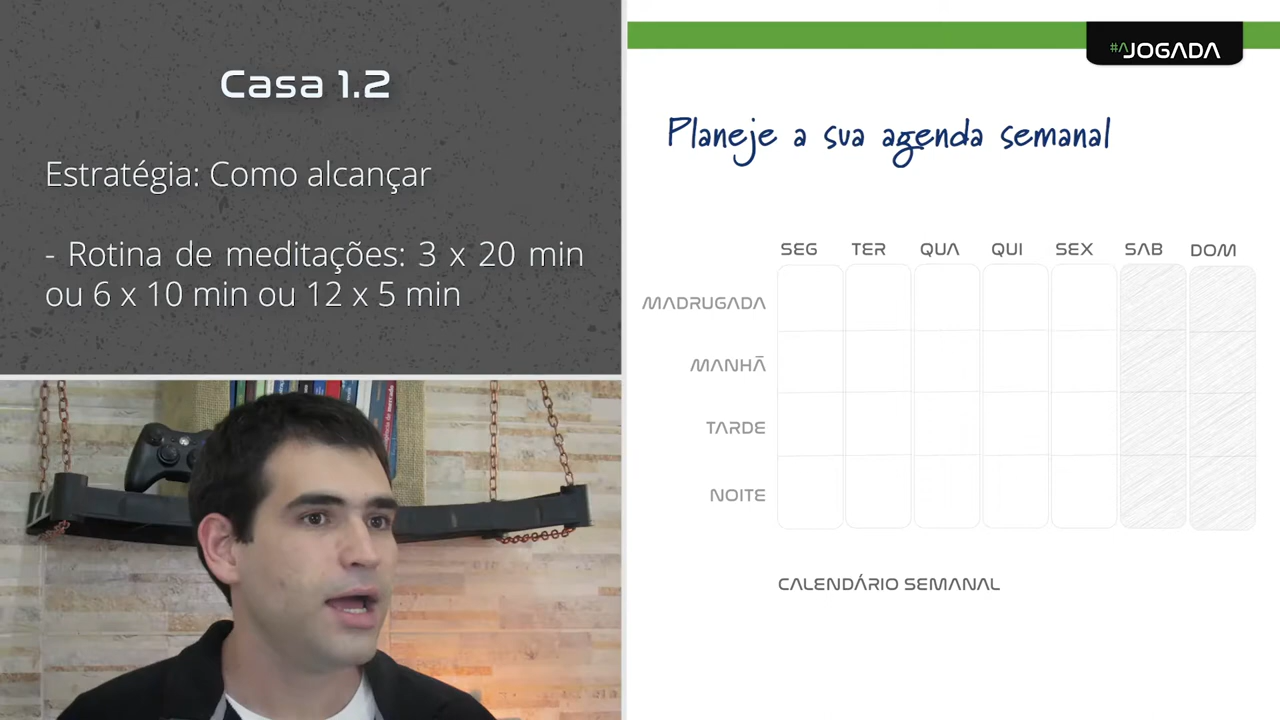 Casa 1.2
Estratégia: Como alcançar
- Rotina de meditações: 3 x 20 min
ou 6 x 10 min ou 12 x 5 min
#AJOGADA
Planeje a sua agenda semanal
SEG TER QUA QUI SEX SAB DOM
MADRUGADA
MANHÃ
TARDE
NOITE
CALENDÁRIO SEMANAL